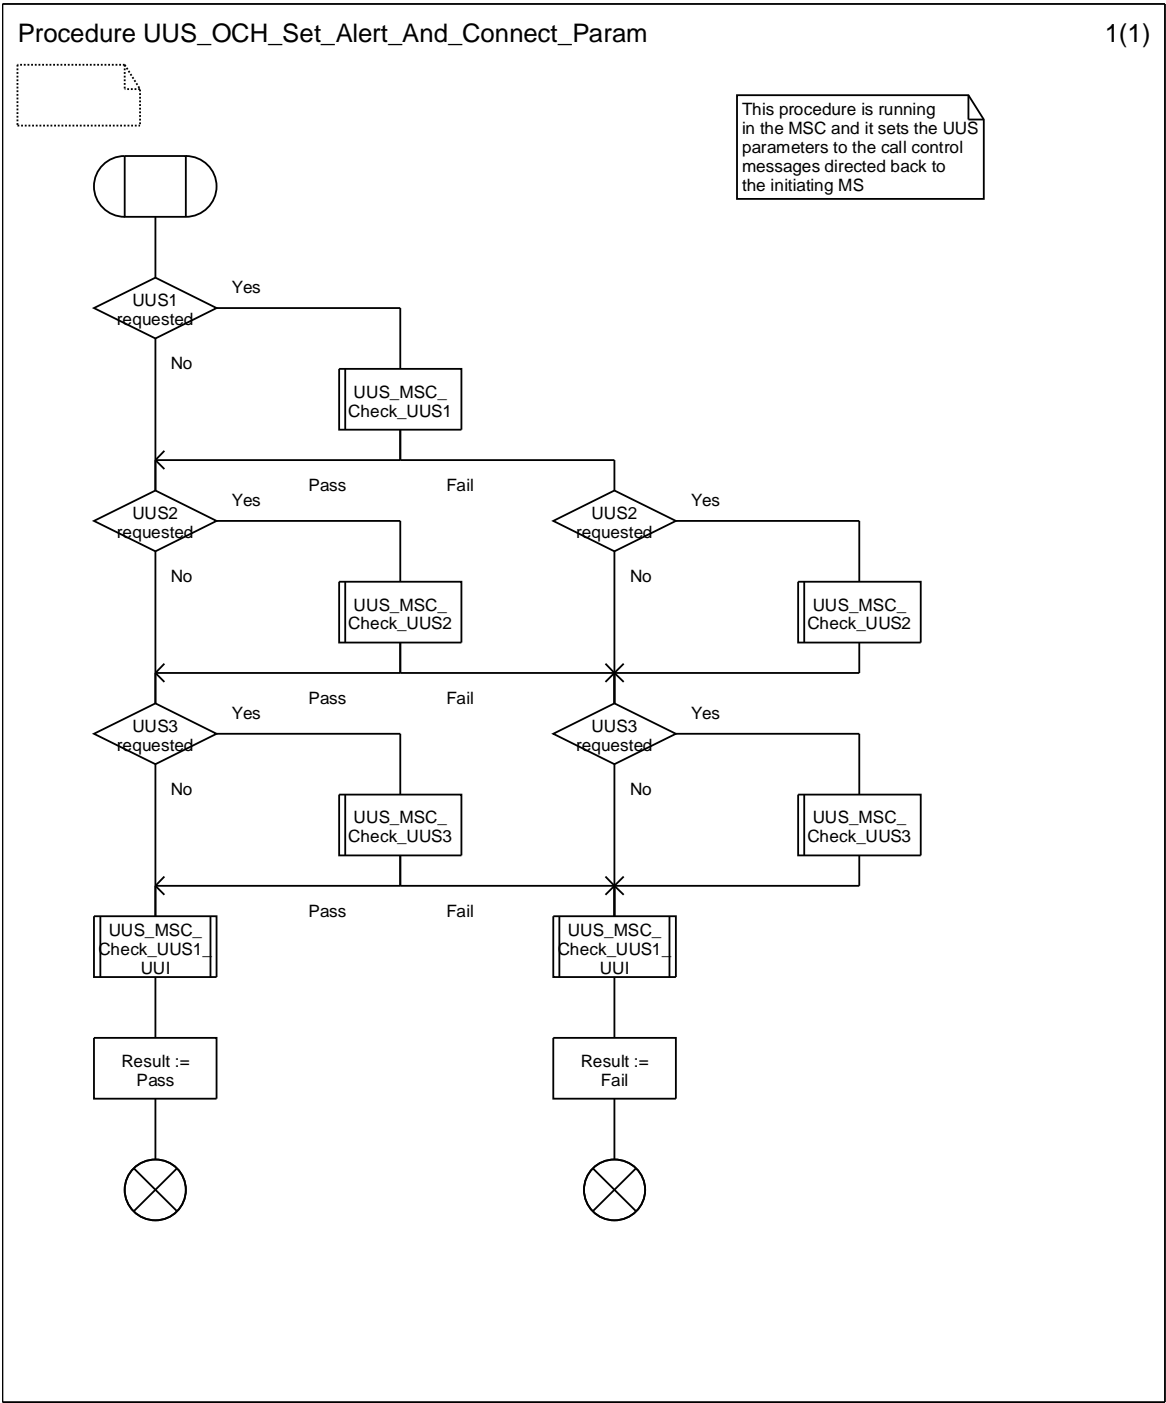 Procedure UUS_OCH_Set_Alert_And_Connect_Param
1(1)
This procedure is running
in the MSC and it sets the UUS
parameters to the call control
messages directed back to
the initiating MS
UUS1
requested
Yes
No
UUS_MSC_
Check_UUS1
Pass
Fail
UUS2
requested
Yes
No
UUS_MSC_
Check_UUS2
UUS2
requested
Yes
No
UUS_MSC_
Check_UUS2
Pass
Fail
UUS3
requested
Yes
No
UUS_MSC_
Check_UUS3
UUS3
requested
Yes
No
UUS_MSC_
Check_UUS3
Pass
Fail
UUS_MSC_
Check_UUS1_
UUI
UUS_MSC_
Check_UUS1_
UUI
Result :=
Pass
Result :=
Fail